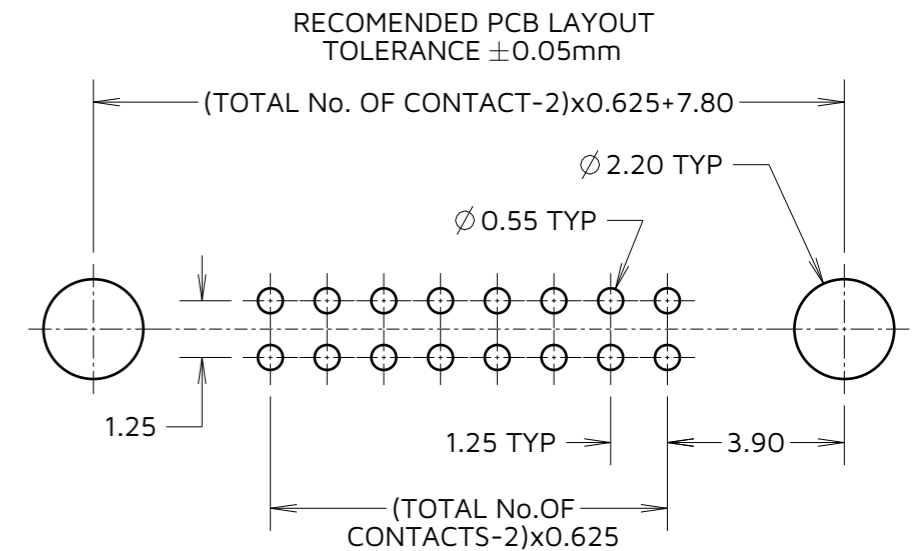 RECOMENDED PCB LAYOUT
TOLERANCE ±0.05mm
(TOTAL No. OF CONTACT-2)x0.625+7.80
∅ 2.20 TYP
∅ 0.55 TYP
1.25
1.25 TYP
3.90
(TOTAL No.OF
CONTACTS-2)x0.625